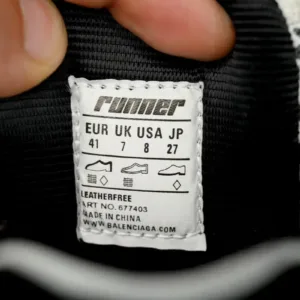 runner
EUR UK USA JP
41 7 8 27
LEATHERFREE
ART NO. 677403
MADE IN CHINA
WWW.BALENCIAGA.COM